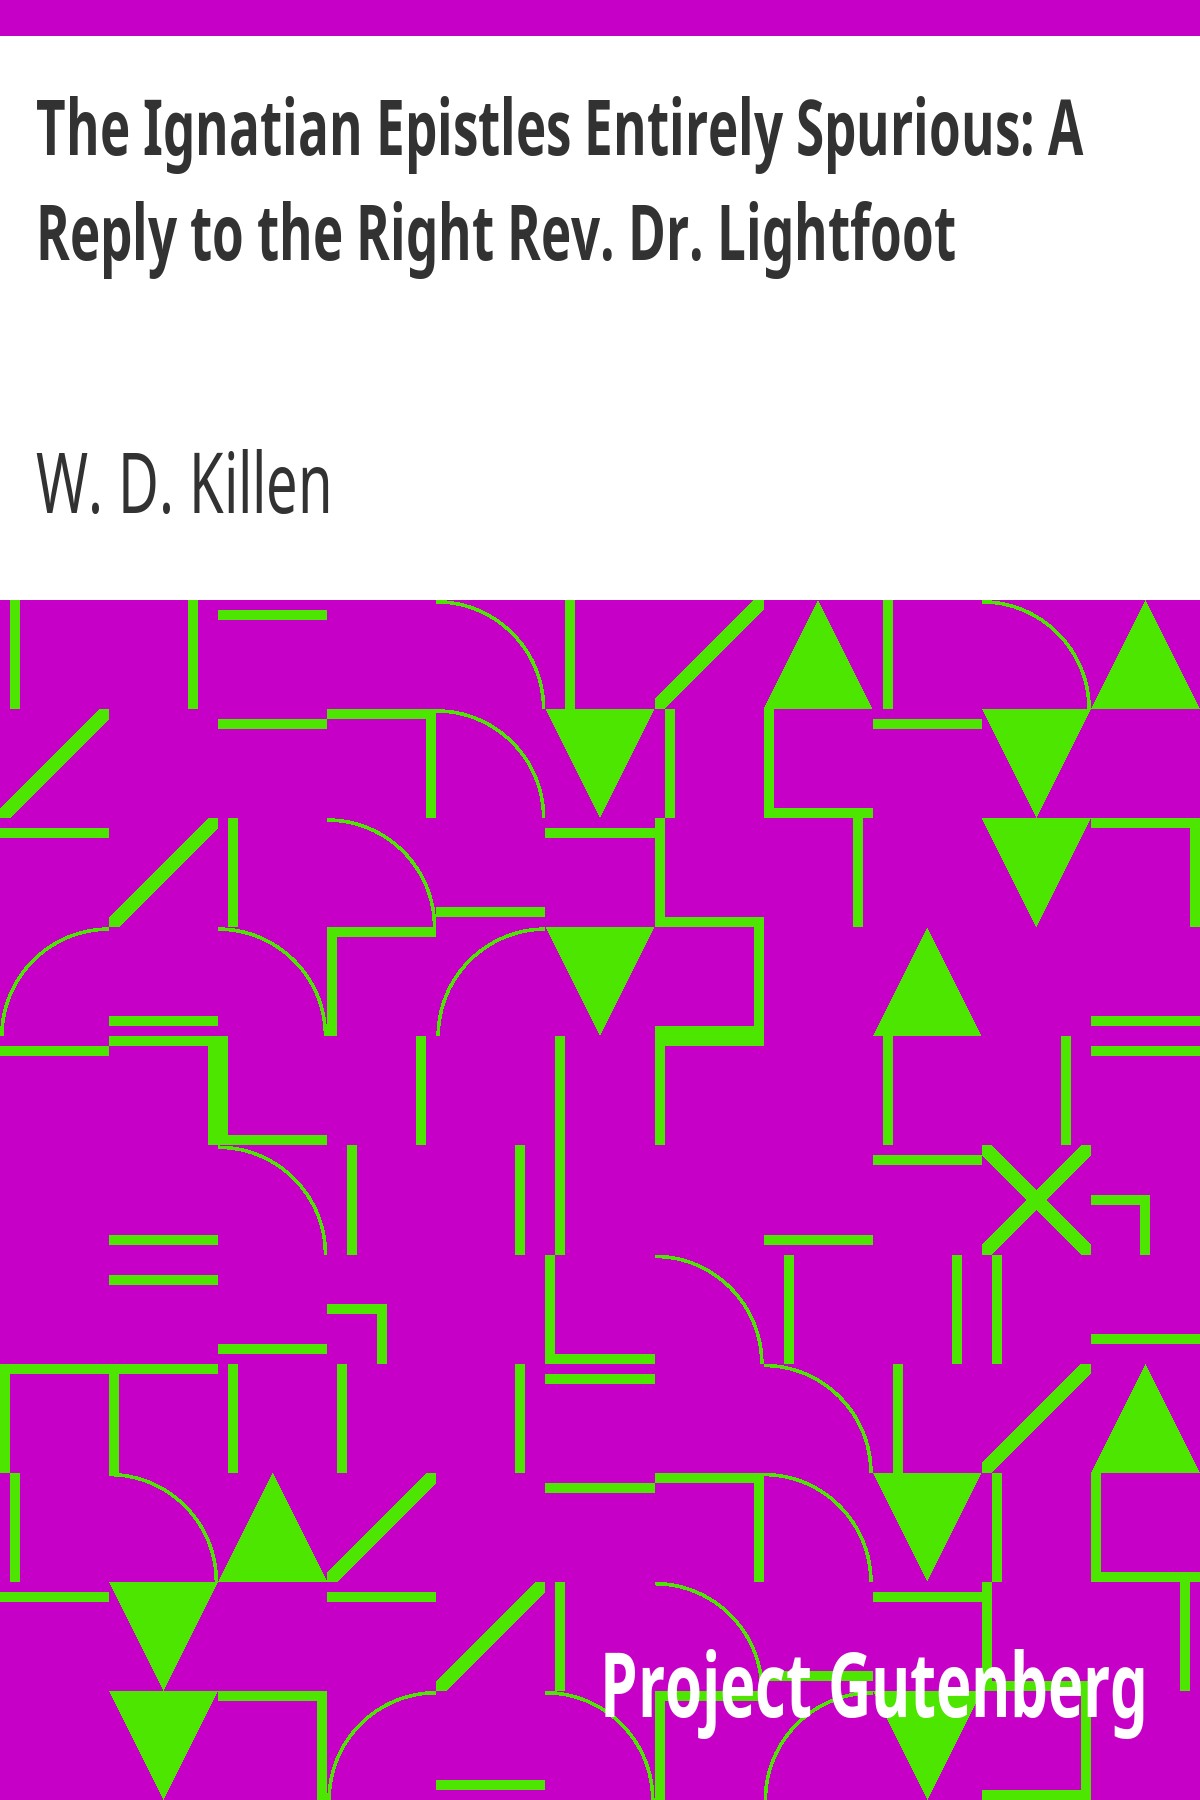 The Ignatian Epistles Entirely Spurious: A
Reply to the Right Rev. Dr. Lightfoot
W. D. Killen
Project Gutenberg